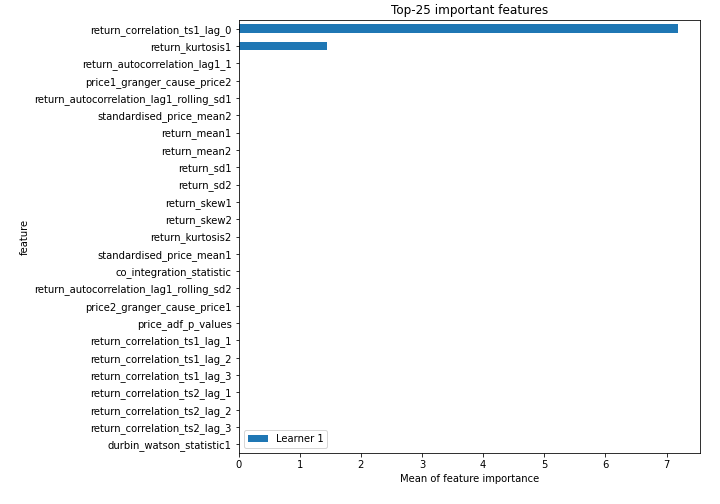 Top-25 important features
return_correlation_ts1_lag_0
return_kurtosis1
return_autocorrelation_lag1_1
price1_granger_cause_price2
return_autocorrelation_lag1_rolling_sd1
standardised_price_mean2
return_mean1
return_mean2
return_sd1
return_sd2
return_skew1
return_skew2
return_kurtosis2
standardised_price_mean1
co_integration_statistic
return_autocorrelation_lag1_rolling_sd2
price2_granger_cause_price1
price_adf_p_values
return_correlation_ts1_lag_1
return_correlation_ts1_lag_2
return_correlation_ts1_lag_3
return_correlation_ts2_lag_1
return_correlation_ts2_lag_2
return_correlation_ts2_lag_3
durbin_watson_statistic1
feature
Learner 1
0 1 2 3 4 5 6 7
Mean of feature importance